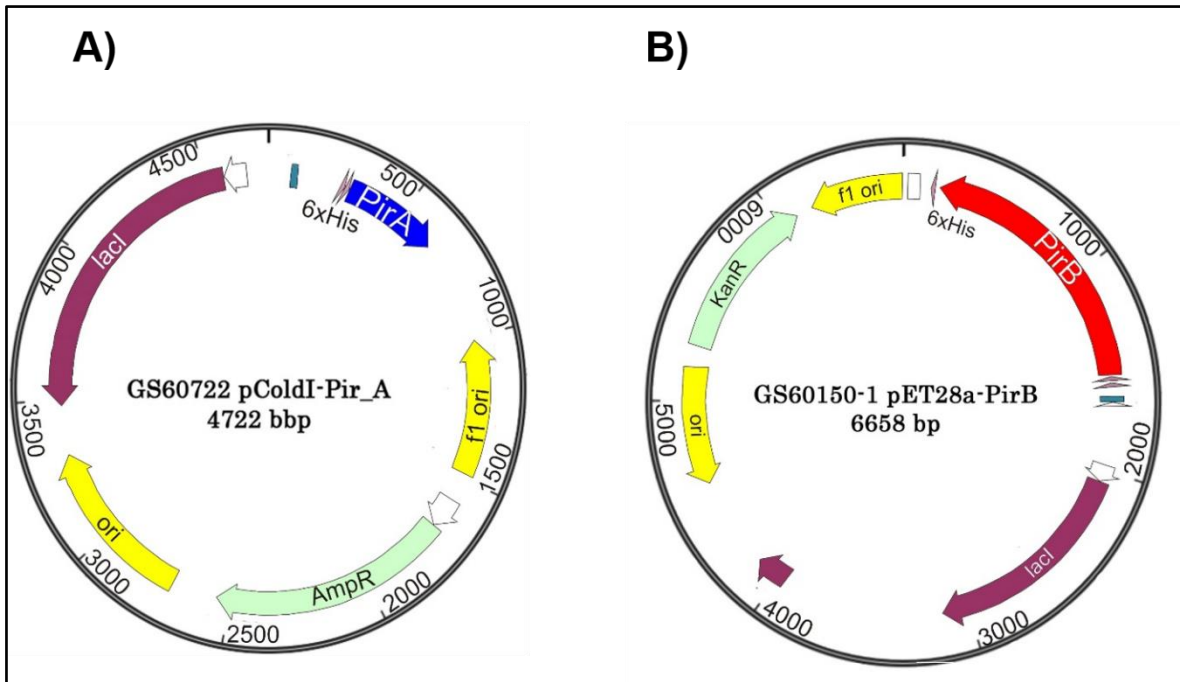 A)
4500
500
6xHis
PirA
lacI
4000
1000
GS60722 pColdI-Pir_A
4722 bbp
f1 ori
3500
1500
ori
3000
AmpR
2000
2500
B)
f1 ori
6000
6xHis
1000
PirB
KanR
GS60150-1 pET28a-PirB
6658 bp
ori
5000
2000
lacI
4000
3000